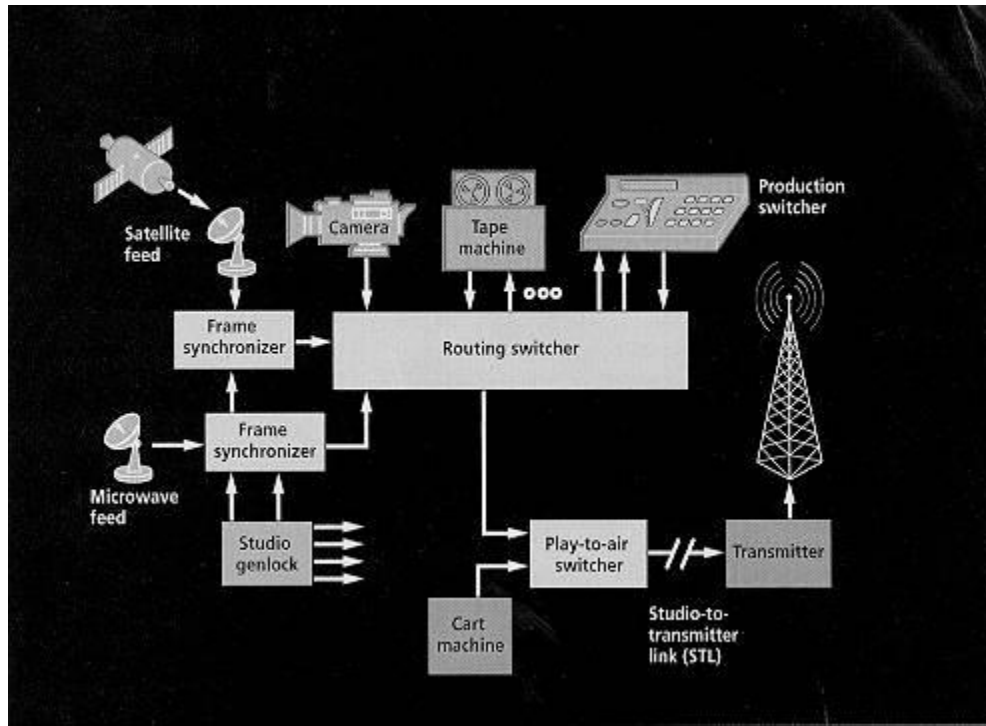 Satellite
feed
Camera
Tape
machine
Production
switcher
Frame
synchronizer
Routing switcher
Frame
synchronizer
Microwave
feed
Studio
genlock
Play-to-air
switcher
Transmitter
Cart
machine
Studio-to-
transmitter
link (STL)